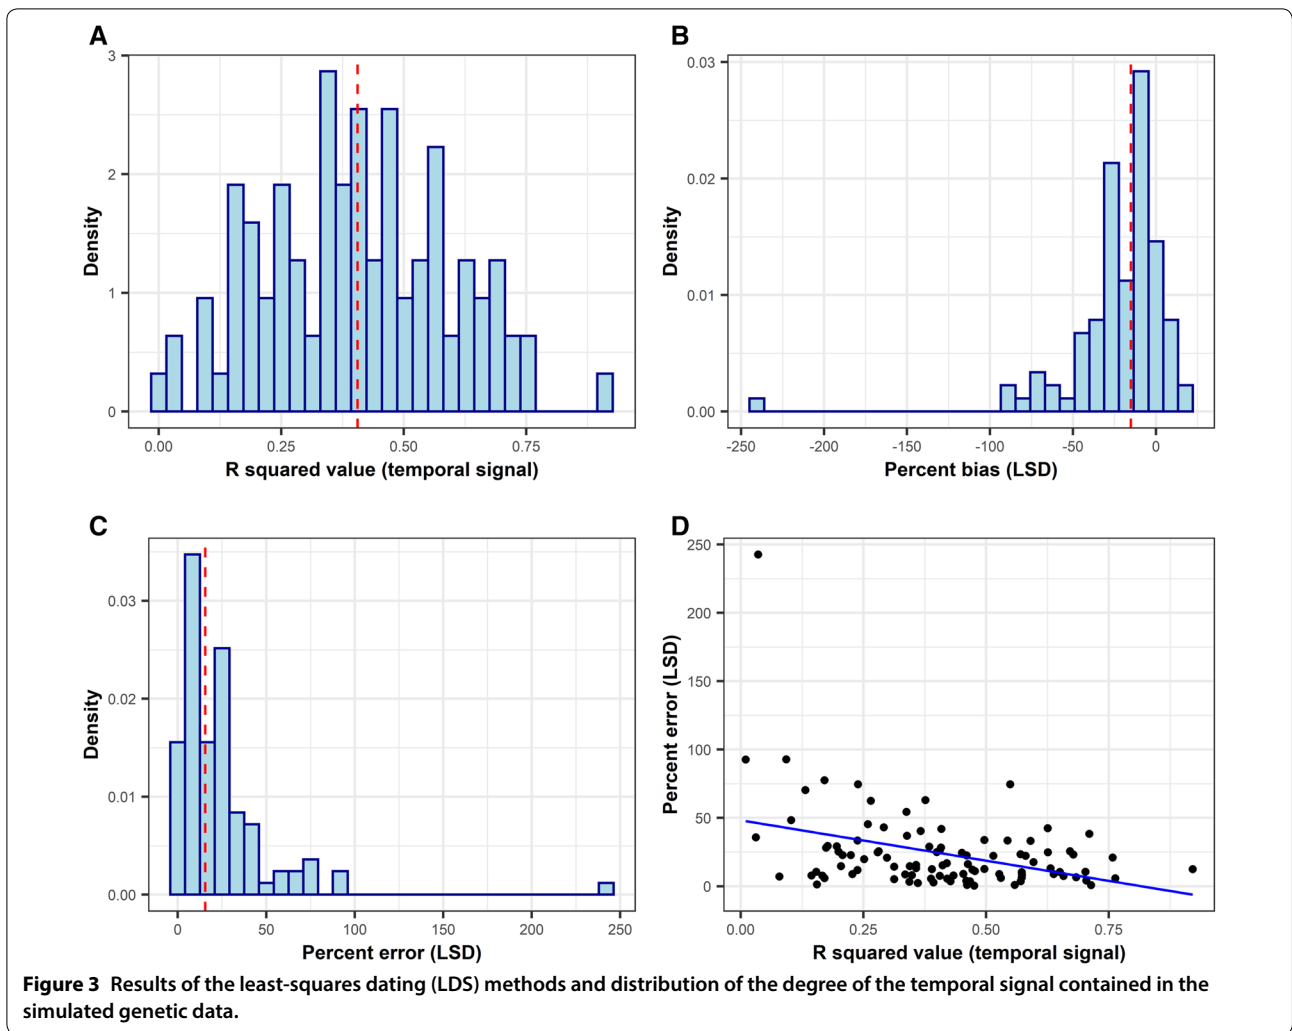 A
3
2
1
0
Density
0.00 0.25 0.50 0.75
R squared value (temporal signal)
B
0.03
0.02
0.01
0.00
Density
-250 -200 -150 -100 -50 0
Percent bias (LSD)
C
0.03
0.02
0.01
0.00
Density
0 50 100 150 200 250
Percent error (LSD)
D
250
200
150
100
50
0
Percent error (LSD)
0.00 0.25 0.50 0.75
R squared value (temporal signal)
Figure 3 Results of the least-squares dating (LDS) methods and distribution of the degree of the temporal signal contained in the
simulated genetic data.